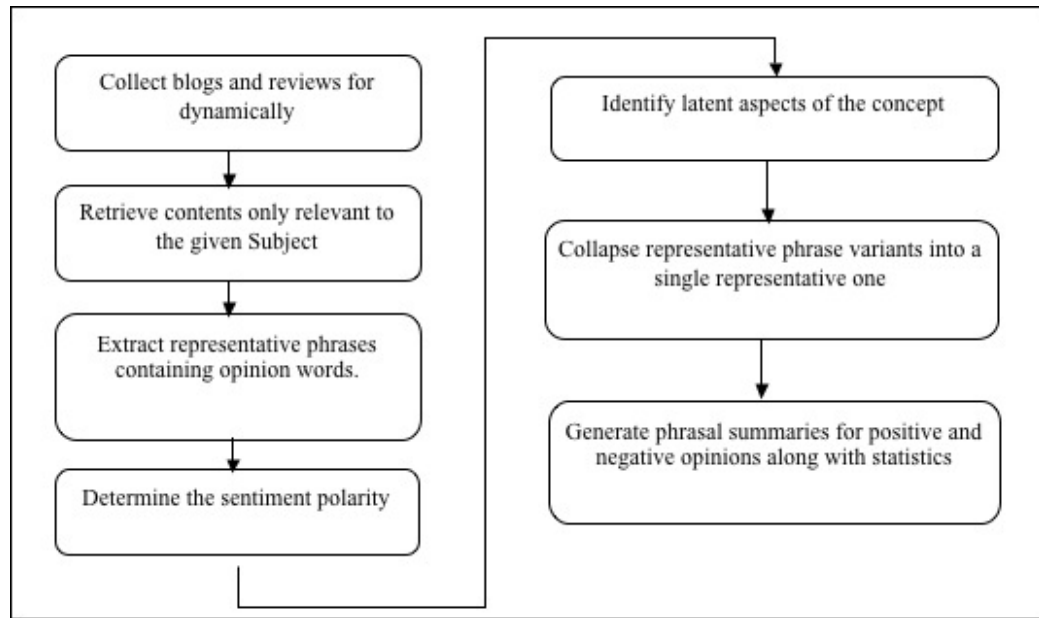 Collect blogs and reviews for
dynamically
Retrieve contents only relevant to
the given Subject
Extract representative phrases
containing opinion words.
Determine the sentiment polarity
Identify latent aspects of the concept
Collapse representative phrase variants into a
single representative one
Generate phrasal summaries for positive and
negative opinions along with statistics